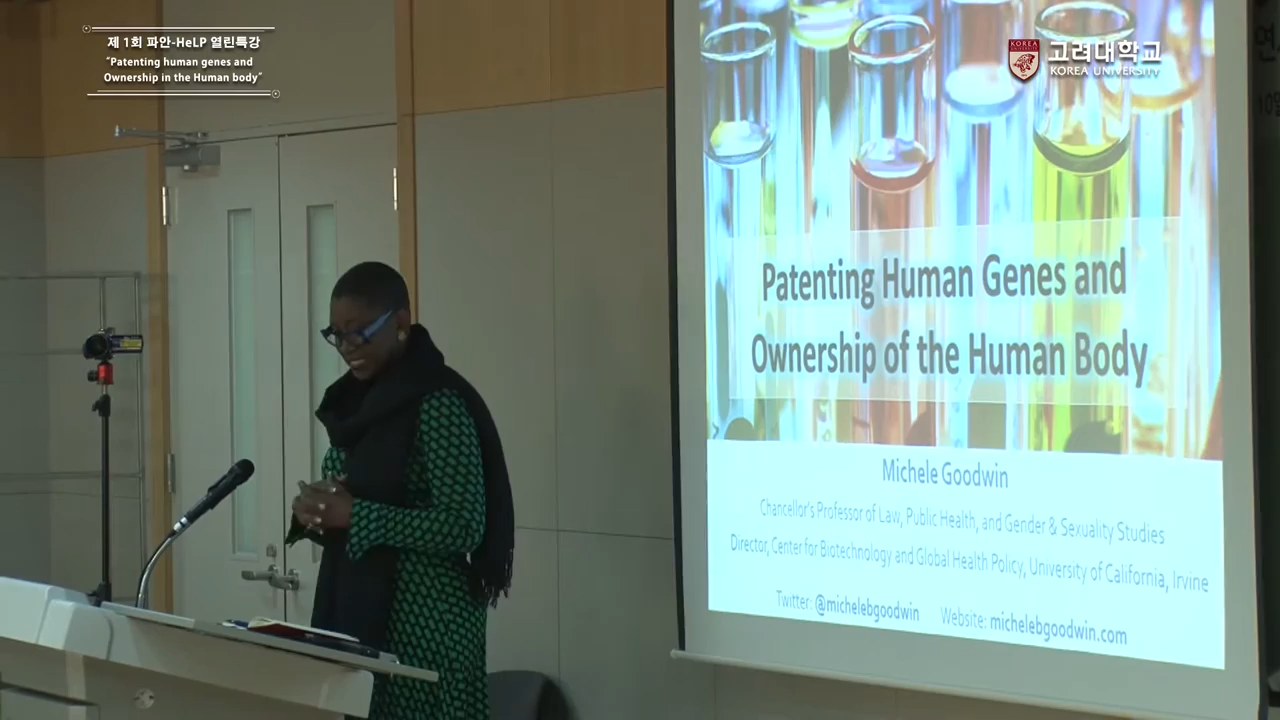 제 1회 파안-HeLP 열린특강
“Patenting human genes and
Ownership in the Human body”
KOREA
고려대학교
KOREA UNIVERSITY
Patenting Human Genes and
Ownership of the Human Body
Michele Goodwin
Chancellor's Professor of Law, Public Health, and Gender & Sexuality Studies
Director, Center for Biotechnology and Global Health Policy, University of California, Irvine
Twitter: @michelebgoodwin Website: michelebgoodwin.com